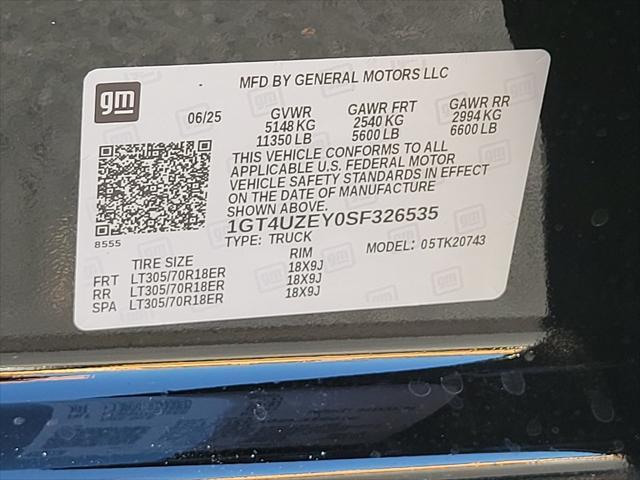 gm
MFD BY GENERAL MOTORS LLC
06/25
GVWR
5148 KG
11350 LB
GAWR FRT
2540 KG
5600 LB
GAWR RR
2994 KG
6600 LB
THIS VEHICLE CONFORMS TO ALL
APPLICABLE U.S. FEDERAL MOTOR
VEHICLE SAFETY STANDARDS IN EFFECT
ON THE DATE OF MANUFACTURE
SHOWN ABOVE.
8555
1GT4UZEY0SF326535
TYPE: TRUCK
MODEL: 05TK20743
TIRE SIZE RIM
FRT LT305/70R18ER 18X9J
RR LT305/70R18ER 18X9J
SPA LT305/70R18ER 18X9J